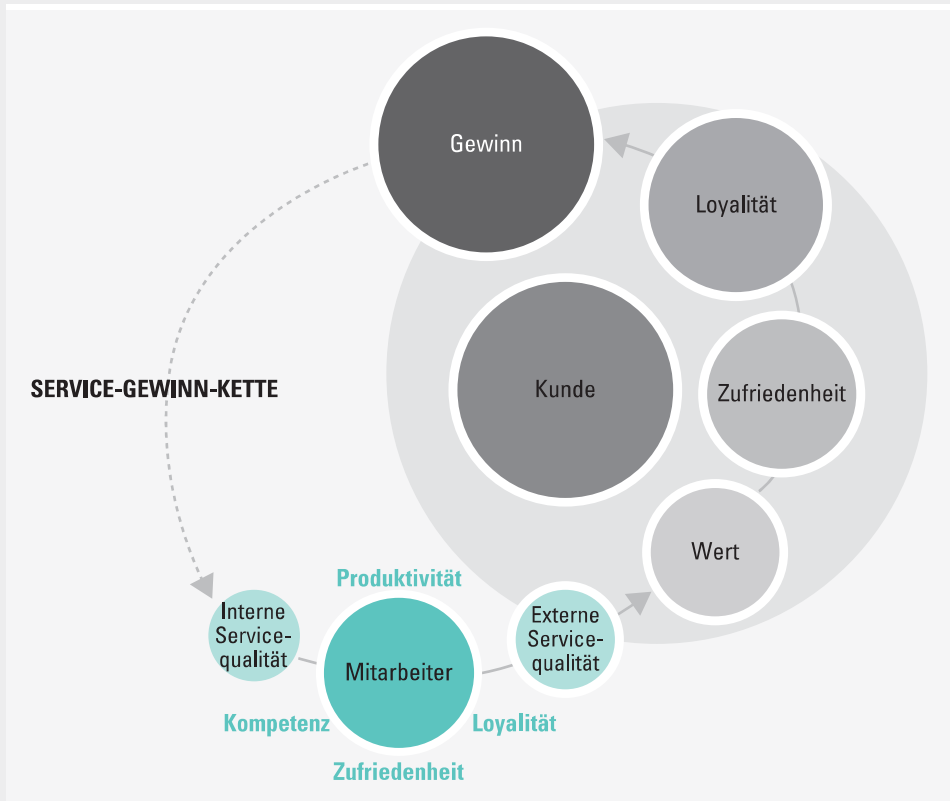 Gewinn
Loyalität
Kunde
Zufriedenheit
SERVICE-GEWINN-KETTE
Wert
Produktivität
Interne
Service-
qualität
Mitarbeiter
Externe
Service-
qualität
Kompetenz
Loyalität
Zufriedenheit